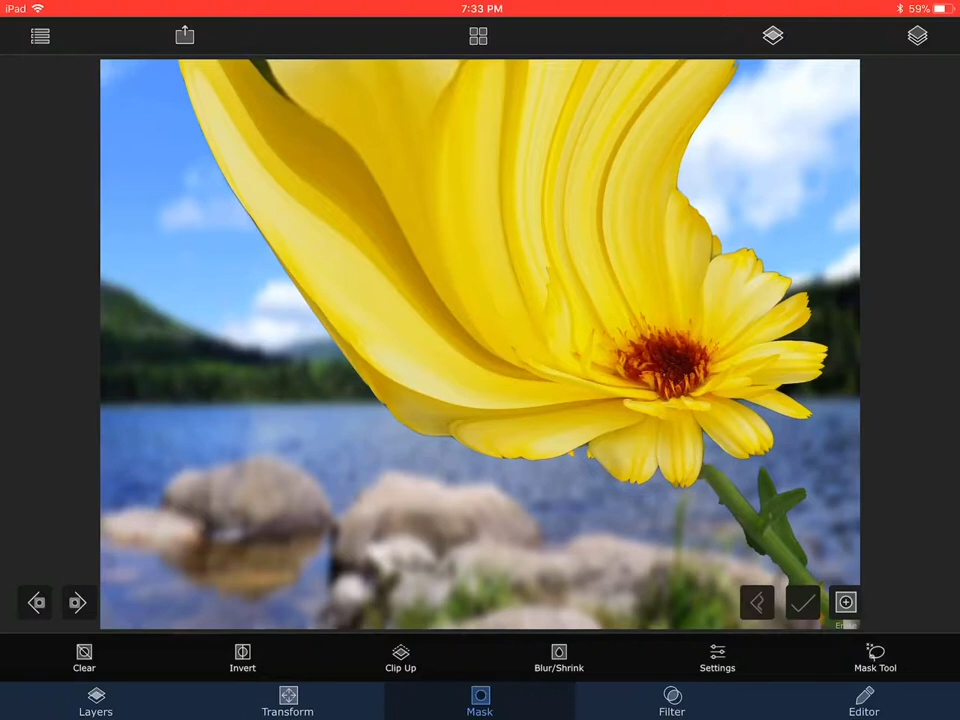 iPad 7:33 PM 59%
Clear Invert Clip Up Blur/Shrink Settings Mask Tool
Layers Transform Mask Filter Editor